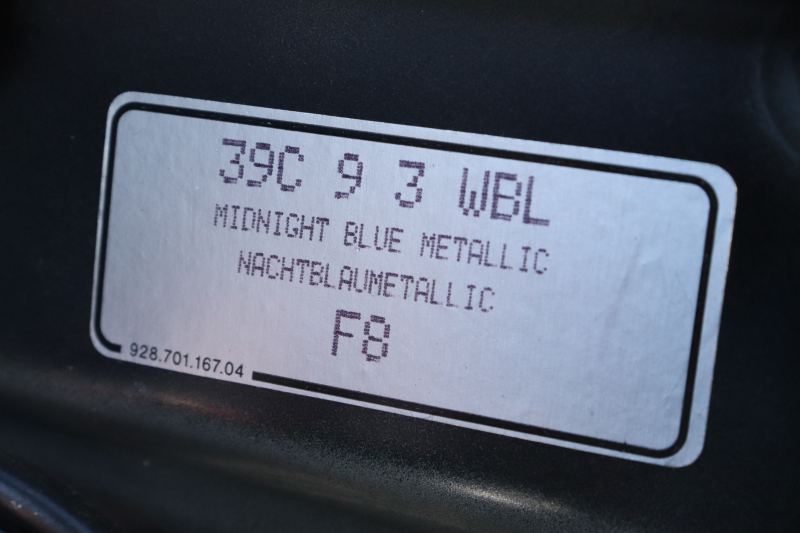 39C 9 3 WBL
MIDNIGHT BLUE METALLIC
NACHTBLAUMETALLIC
F8
928.701.167.04